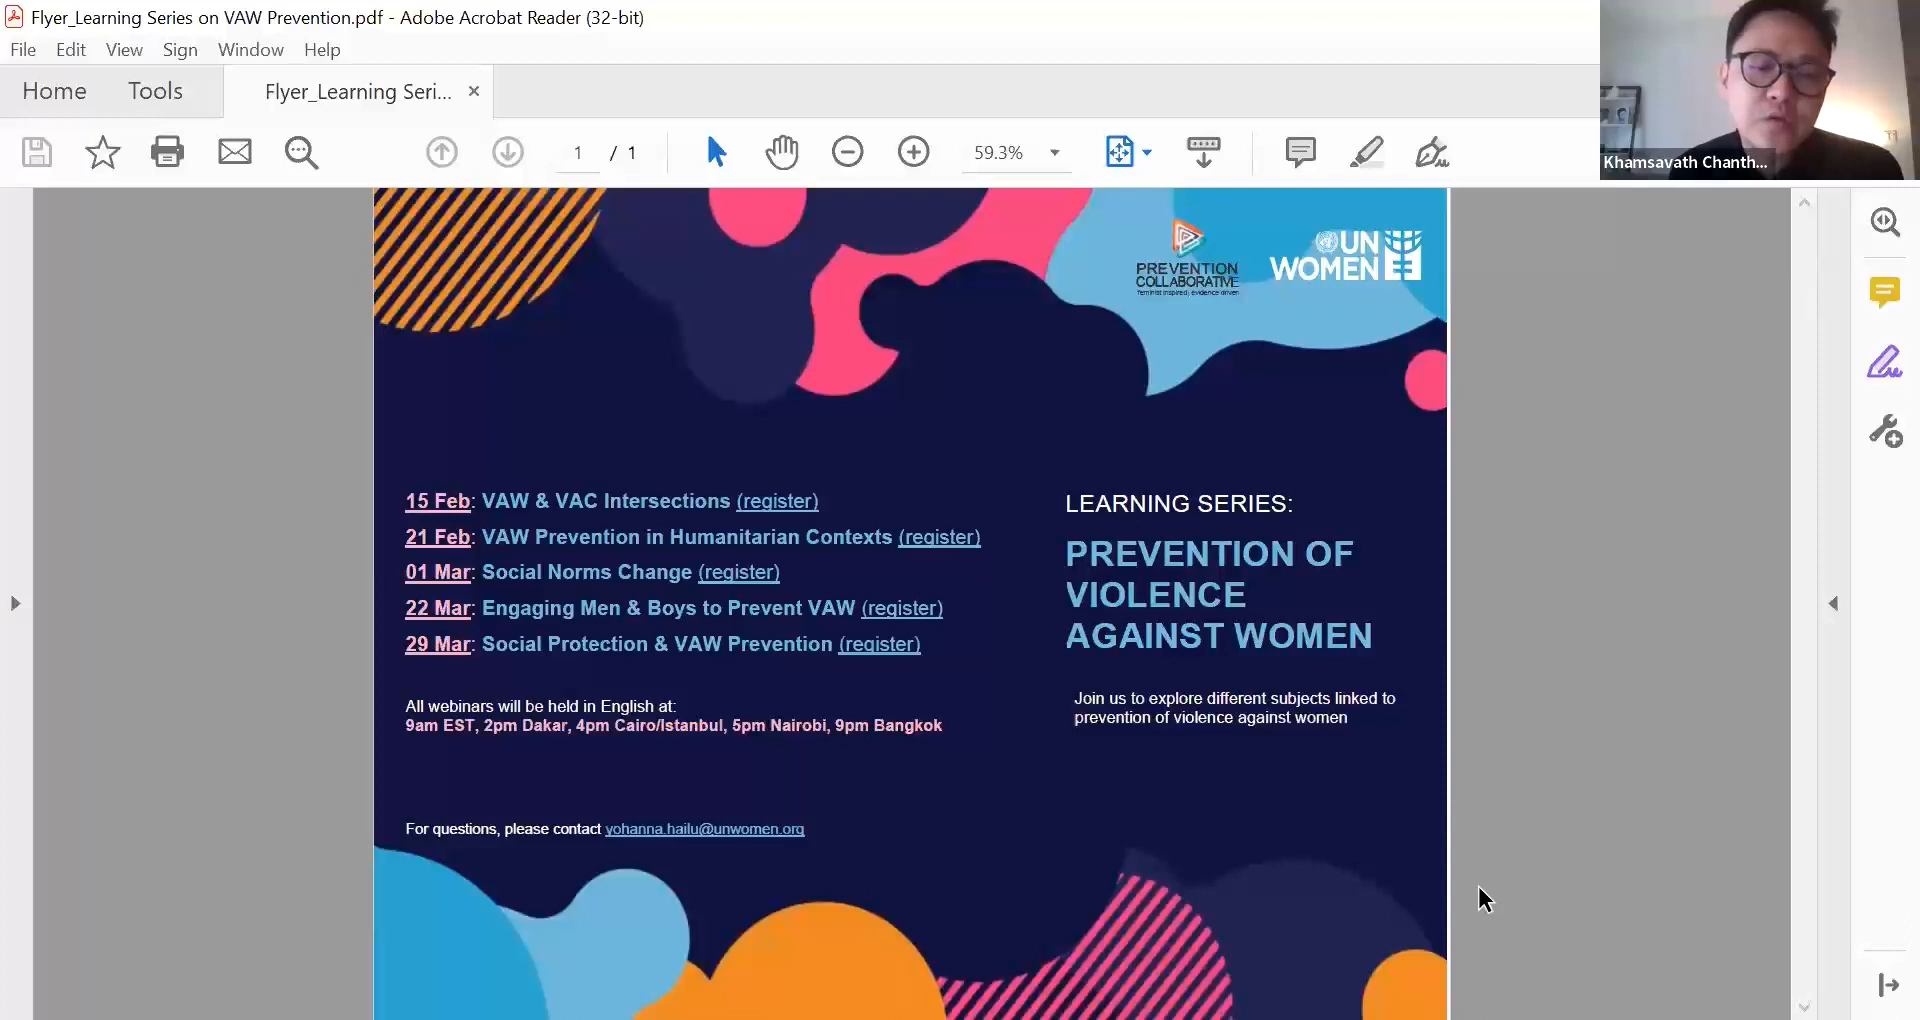 Flyer_Learning Series on VAW Prevention.pdf - Adobe Acrobat Reader (32-bit)
File Edit View Sign Window Help
Home Tools Flyer_Learning Seri... ×
1 / 1 59.3%
Khamsavath Chanth...
PREVENTION
COLLABORATIVE
feminist inspired, evidence driven
UN
WOMEN
15 Feb: VAW & VAC Intersections (register)
21 Feb: VAW Prevention in Humanitarian Contexts (register)
01 Mar: Social Norms Change (register)
22 Mar: Engaging Men & Boys to Prevent VAW (register)
29 Mar: Social Protection & VAW Prevention (register)
All webinars will be held in English at:
9am EST, 2pm Dakar, 4pm Cairo/Istanbul, 5pm Nairobi, 9pm Bangkok
For questions, please contact yohanna.hailu@unwomen.org
LEARNING SERIES:
PREVENTION OF
VIOLENCE
AGAINST WOMEN
Join us to explore different subjects linked to
prevention of violence against women